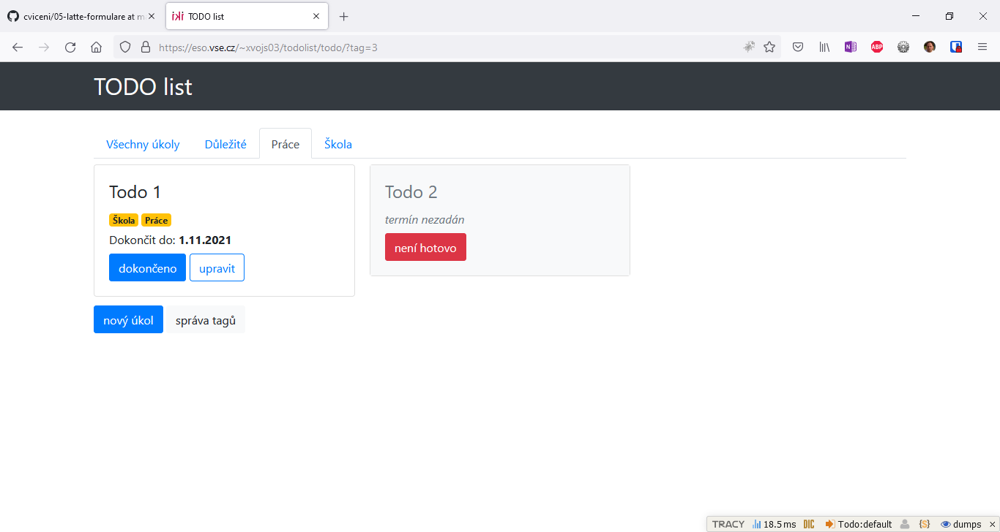 cviceni/05-latte-formulare at m
TODO list
https://eso.vse.cz/~xvojs03/todolist/todo/?tag=3
N
ABP
TODO list
Všechny úkoly Důležité Práce Škola
Todo 1
Škola Práce
Dokončit do: 1.11.2021
dokončeno upravit
Todo 2
termín nezadán
není hotovo
nový úkol správa tagů
TRACY 18.5 ms DIC Todo:default {$} dumps ×